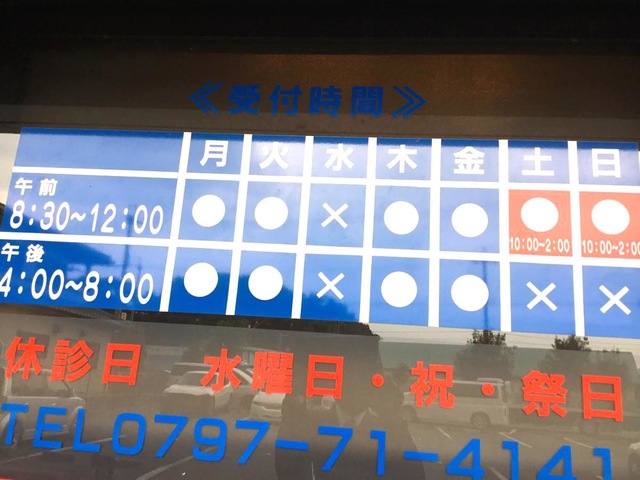 ≪受付時間≫
月 火 水 木 金 土 日
午前
8:30~12:00 ● ● × ● ● ● ●
10:00~2:00 10:00~2:00
午後
4:00~8:00 ● ● × ● ● × ×
休診日 水曜日・祝・祭日
TEL0797-71-4141